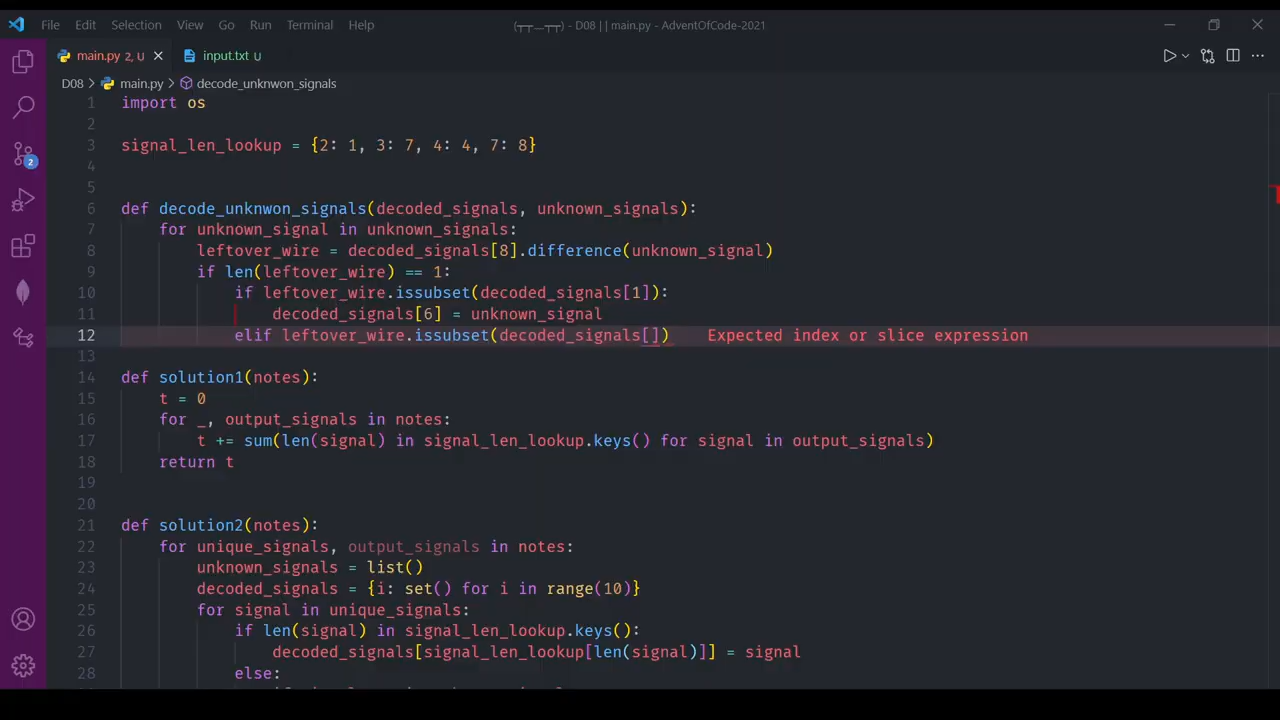 File Edit Selection View Go Run Terminal Help (┬┬﹏┬┬) - D08 | | main.py - AdventOfCode-2021
main.py 2, U input.txt U
D08 > main.py > decode_unknwon_signals
1 import os
2
3 signal_len_lookup = {2: 1, 3: 7, 4: 4, 7: 8}
4
5
6 def decode_unknwon_signals(decoded_signals, unknown_signals):
7 for unknown_signal in unknown_signals:
8 leftover_wire = decoded_signals[8].difference(unknown_signal)
9 if len(leftover_wire) == 1:
10 if leftover_wire.issubset(decoded_signals[1]):
11 decoded_signals[6] = unknown_signal
12 elif leftover_wire.issubset(decoded_signals[]) Expected index or slice expression
13
14 def solution1(notes):
15 t = 0
16 for _, output_signals in notes:
17 t += sum(len(signal) in signal_len_lookup.keys() for signal in output_signals)
18 return t
19
20
21 def solution2(notes):
22 for unique_signals, output_signals in notes:
23 unknown_signals = list()
24 decoded_signals = {i: set() for i in range(10)}
25 for signal in unique_signals:
26 if len(signal) in signal_len_lookup.keys():
27 decoded_signals[signal_len_lookup[len(signal)]] = signal
28 else:
2